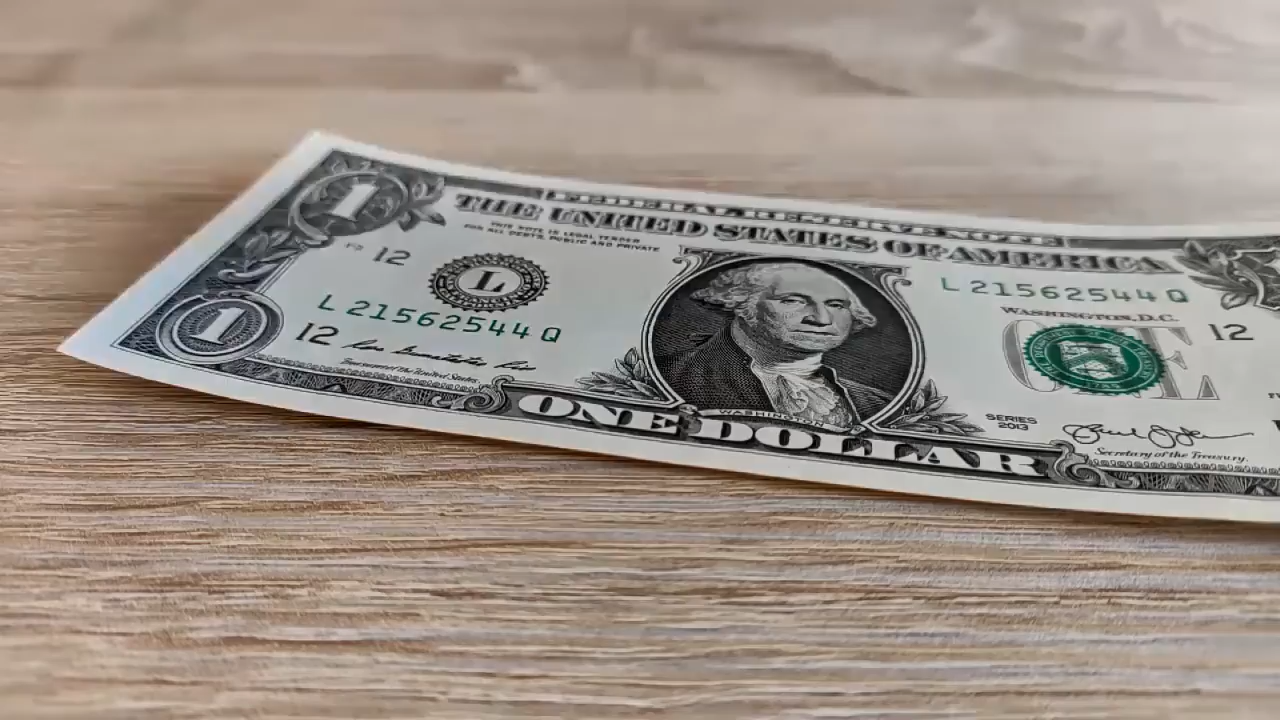 FEDERAL RESERVE NOTE
THE UNITED STATES OF AMERICA
THIS NOTE IS LEGAL TENDER
FOR ALL DEBTS, PUBLIC AND PRIVATE
1
12
L
L 21562544 Q
1
12
L 21562544 Q
WASHINGTON, D.C.
12
WASHINGTON
SERIES
2013
Secretary of the Treasury.
ONE DOLLAR